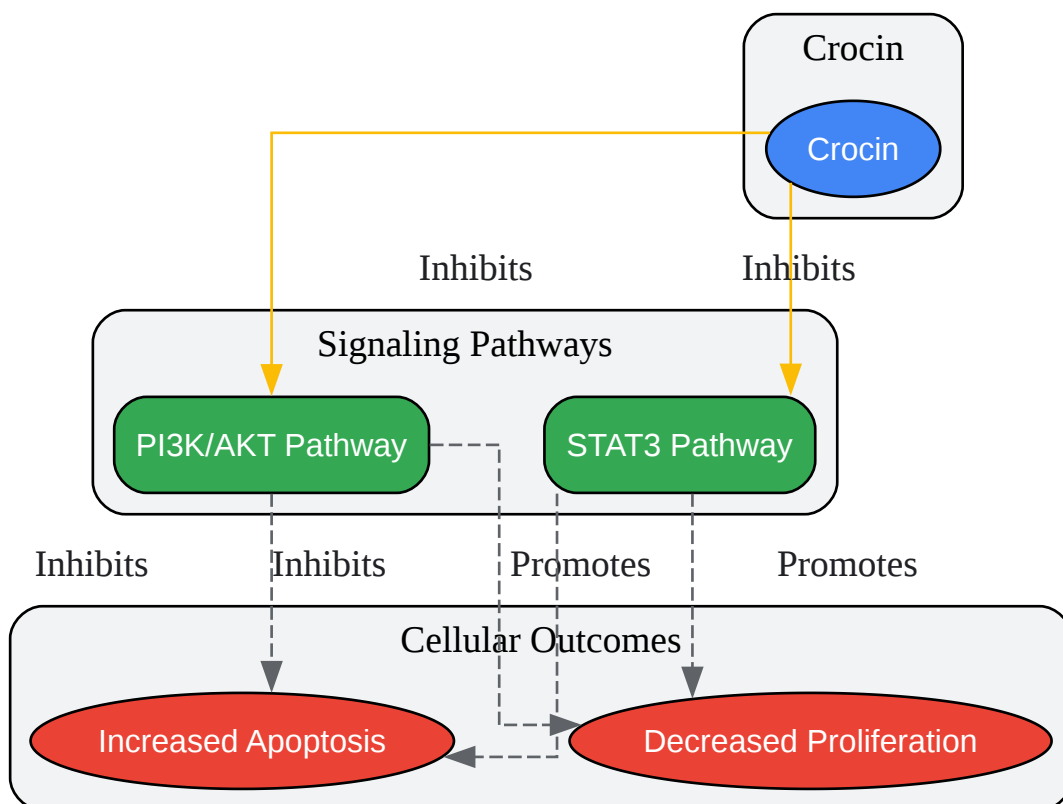 Crocin
Crocin
Inhibits
Inhibits
Signaling Pathways
PI3K/AKT Pathway
STAT3 Pathway
Inhibits
Inhibits
Promotes
Promotes
Cellular Outcomes
Increased Apoptosis
Decreased Proliferation